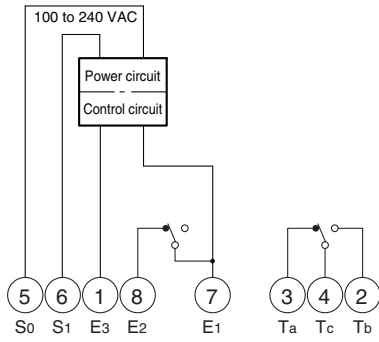 100 to 240 VAC
Power circuit
Control circuit
5 6 1 8 7 3 4 2
S0 S1 E3 E2 E1 Ta Tc Tb